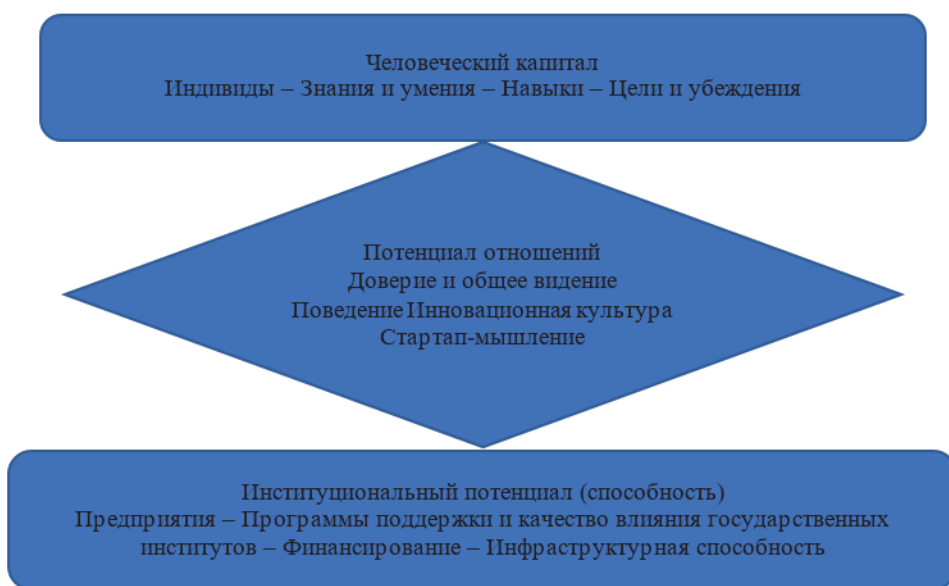 Человеческий капитал
Индивиды – Знания и умения – Навыки – Цели и убеждения
Потенциал отношений
Доверие и общее видение
Поведение Инновационная культура
Стартап-мышление
Институциональный потенциал (способность)
Предприятия – Программы поддержки и качество влияния государственных
институтов – Финансирование – Инфраструктурная способность